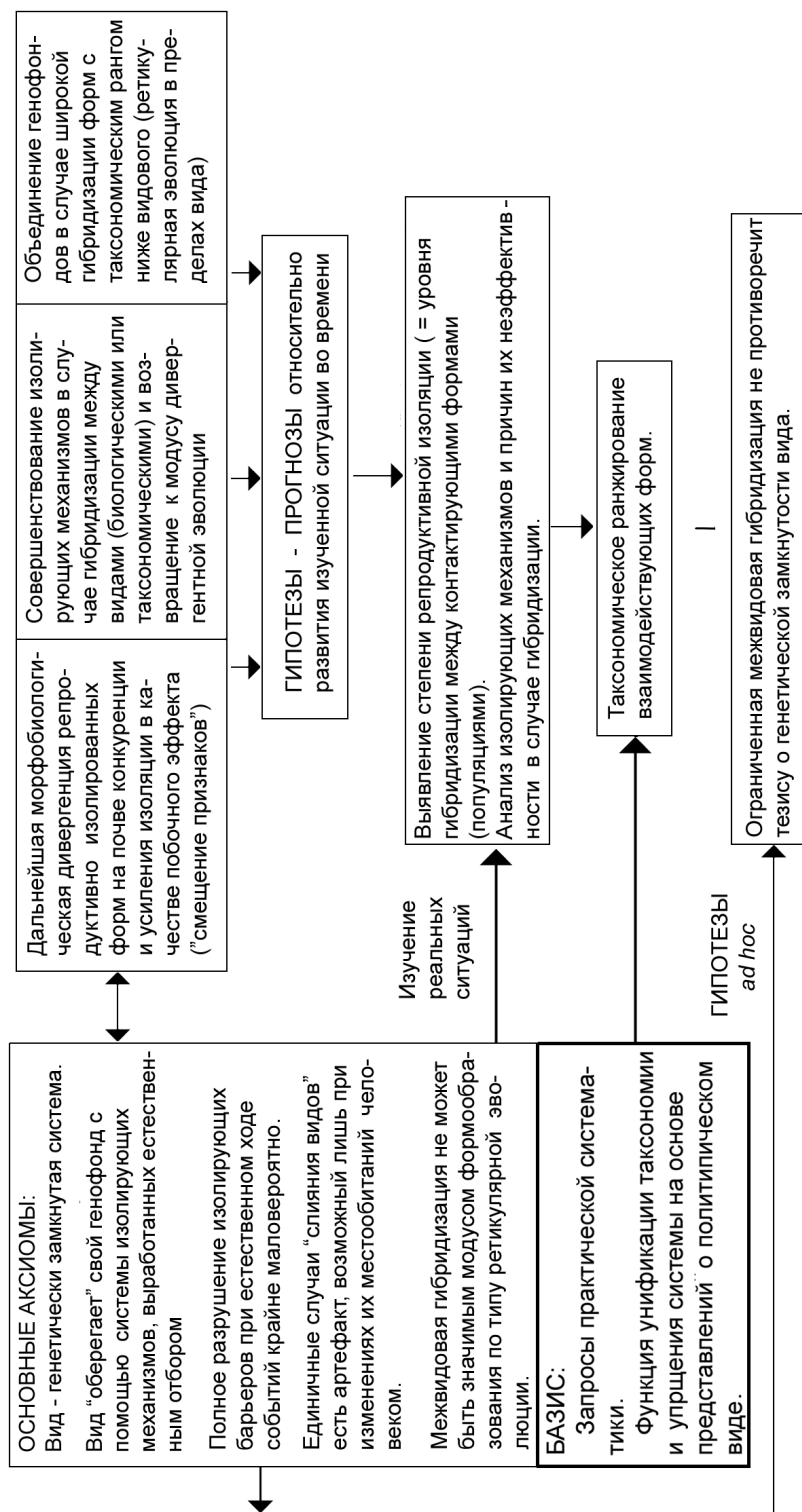 ОСНОВНЫЕ АКСИОМЫ:
Вид - генетически замкнутая система.
Вид “оберегает” свой генофонд с
помощью системы изолирующих
механизмов, выработанных естествен-
ным отбором
Полное разрушение изолирующих
барьеров при естественном ходе
событий крайне маловероятно.
Единичные случаи “слияния видов”
есть артефакт, возможный лишь при
изменениях их местообитаний чело-
веком.
Межвидовая гибридизация не может
быть значимым модусом формообра-
зования по типу ретикулярной эво-
люции.
БАЗИС:
Запросы практической система-
тики.
Функция унификации таксономии
и упрщения системы на основе
представлений о политипическом
виде.
Дальнейшая морфобиологи-
ческая дивергенция репро-
дуктивно изолированных
форм на почве конкуренции
и усиления изоляции в ка-
честве побочного эффекта
(”смещение признаков”)
Совершенствование изоли-
рующих механизмов в слу-
чае гибридизации между
видами (биологическими или
таксономическими) и воз-
вращение к модусу дивер-
гентной эволюции
Объединение генофон-
дов в случае широкой
гибридизации форм с
таксономическим рангом
ниже видового (ретику-
лярная эволюция в пре-
делах вида)
ГИПОТЕЗЫ - ПРОГНОЗЫ относительно
развития изученной ситуации во времени
Изучение
реальных
ситуаций
Выявление степени репродуктивной изоляции ( = уровня
гибридизации между контактирующими формами
(популяциями).
Анализ изолирующих механизмов и причин их неэффектив-
ности в случае гибридизации.
Таксономическое ранжирование
взаимодействующих форм.
ГИПОТЕЗЫ
ad hoc
Ограниченная межвидовая гибридизация не противоречит
тезису о генетической замкнутости вида.